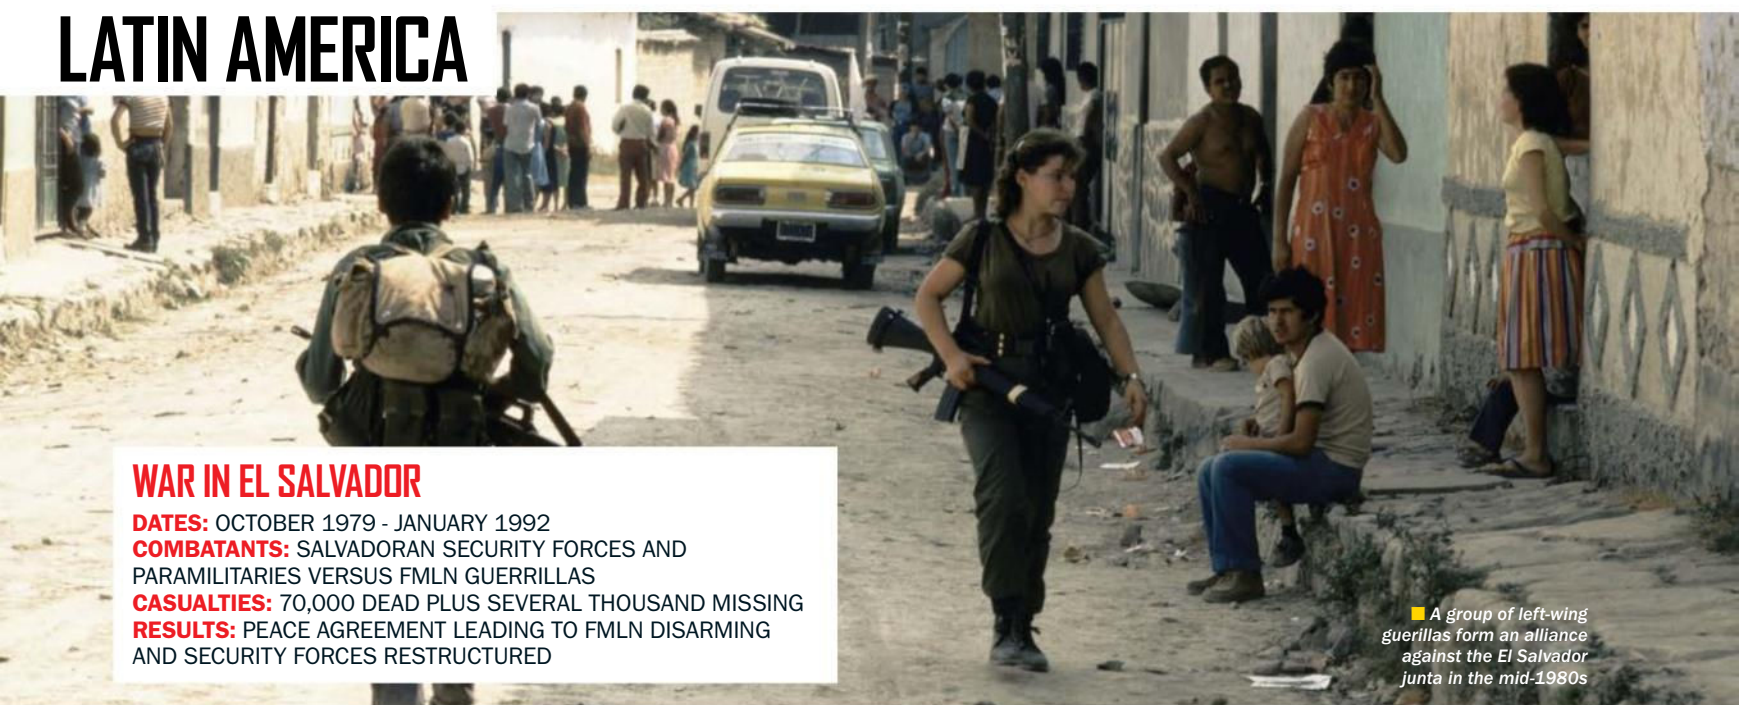 LATIN AMERICA
WAR IN EL SALVADOR
DATES: OCTOBER 1979 - JANUARY 1992
COMBATANTS: SALVADORAN SECURITY FORCES AND
PARAMILITARIES VERSUS FMLN GUERRILLAS
CASUALTIES: 70,000 DEAD PLUS SEVERAL THOUSAND MISSING
RESULTS: PEACE AGREEMENT LEADING TO FMLN DISARMING
AND SECURITY FORCES RESTRUCTURED
A group of left-wing
guerillas form an alliance
against the El Salvador
junta in the mid-1980s